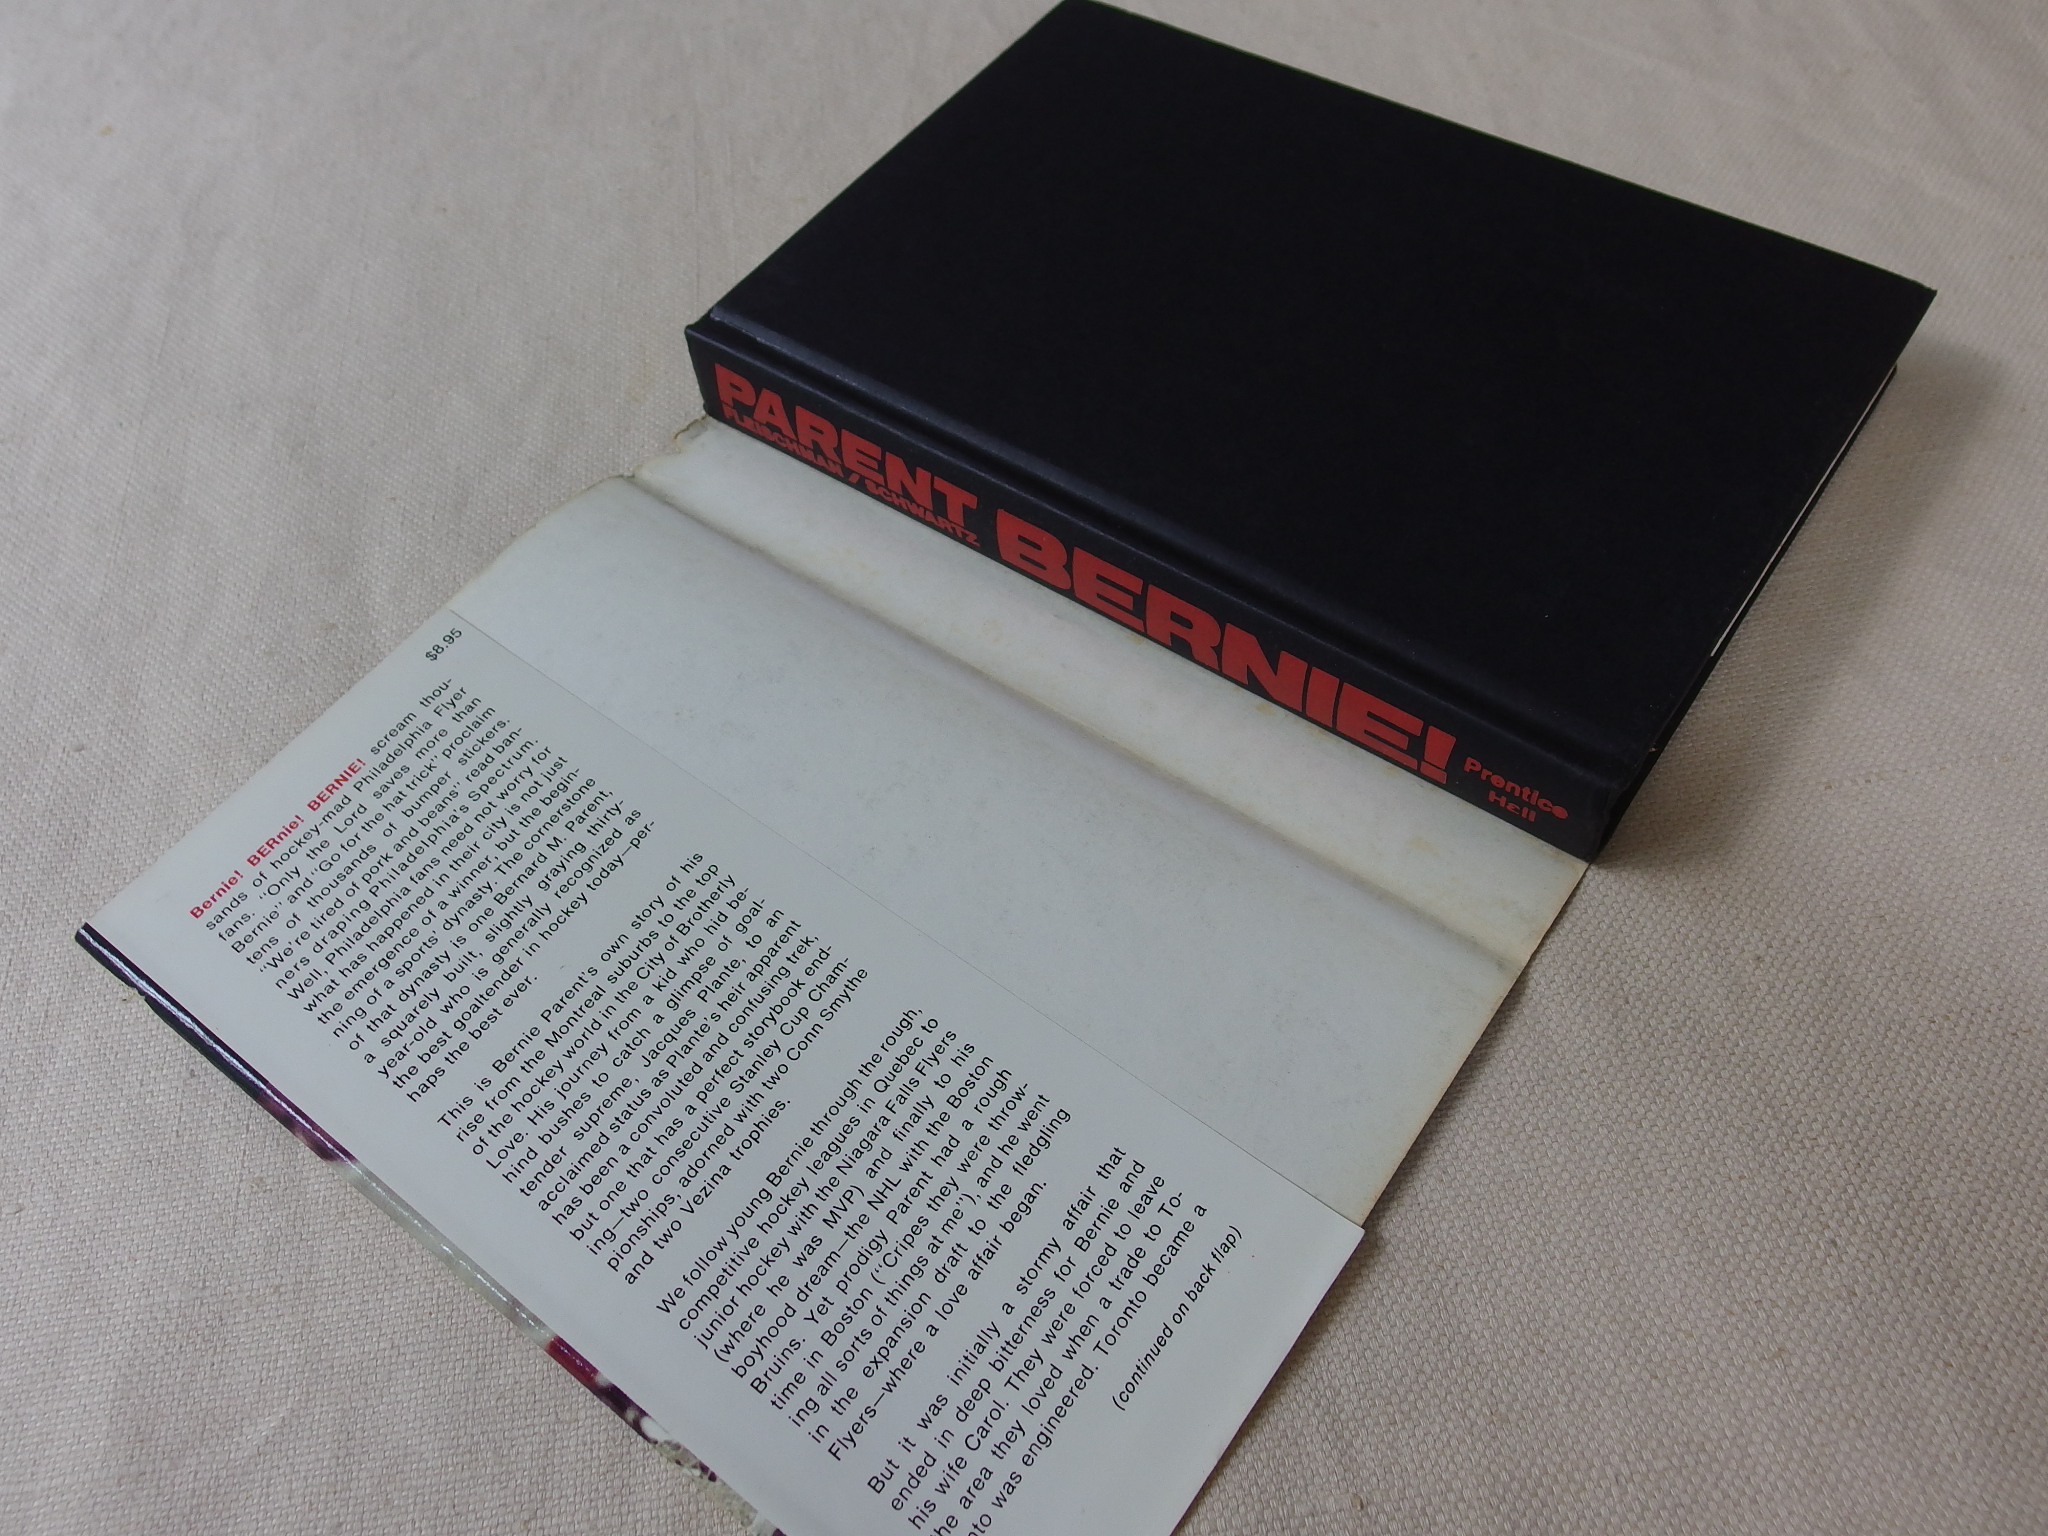 PARENT
FLEISCHMAN / SCHWARTZ
BERNIE!
Prentice
Hall
$8.95
Bernie! BERNie! BERNIE! scream thou-
sands of hockey-mad Philadelphia Flyer
fans. "Only the Lord saves more than
Bernie" and "Go for the hat trick" proclaim
tens of thousands of bumper stickers.
"We're tired of pork and beans" read ban-
ners draping Philadelphia's Spectrum.
Well, Philadelphia fans need not worry for
what has happened in their city is not just
the emergence of a winner, but the begin-
ning of a sports' dynasty. The cornerstone
of that dynasty is one Bernard M. Parent,
a squarely built, slightly graying thirty-
year-old who is generally recognized as
the best goaltender in hockey today—per-
haps the best ever.
This is Bernie Parent's own story of his
rise from the Montreal suburbs to the top
of the hockey world in the City of Brotherly
Love. His journey from a kid who hid be-
hind bushes to catch a glimpse of goal-
tender supreme, Jacques Plante, to an
acclaimed status as Plante's heir apparent
has been a convoluted and confusing trek,
but one that has a perfect storybook end-
ing—two consecutive Stanley Cup Cham-
pionships, adorned with two Conn Smythe
and two Vezina trophies.
We follow young Bernie through the rough,
competitive hockey leagues in Quebec to
junior hockey with the Niagara Falls Flyers
(where he was MVP) and finally to his
boyhood dream—the NHL with the Boston
Bruins. Yet prodigy Parent had a rough
time in Boston ("Cripes they were throw-
ing all sorts of things at me"), and he went
in the expansion draft to the fledgling
Flyers—where a love affair began.
But it was initially a stormy affair that
ended in deep bitterness for Bernie and
his wife Carol. They were forced to leave
he area they loved when a trade to To-
nto was engineered. Toronto became a
(continued on back flap)